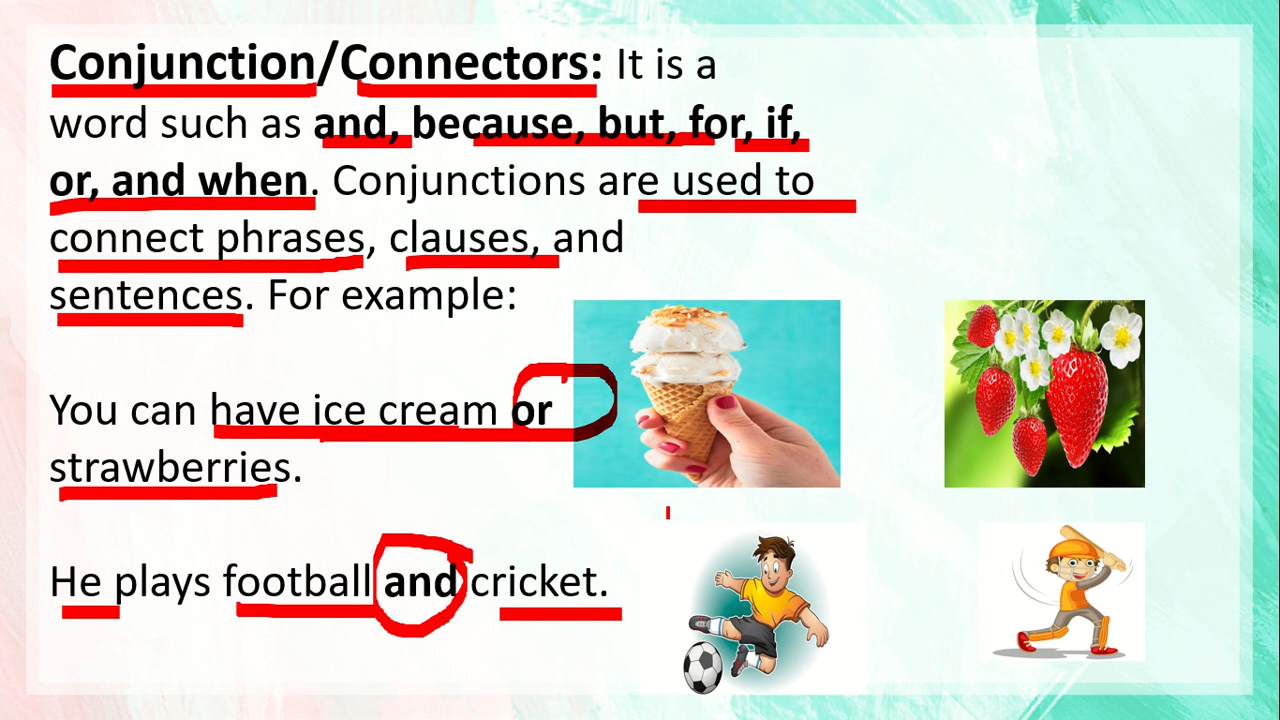 Conjunction/Connectors: It is a
word such as and, because, but, for, if,
or, and when. Conjunctions are used to
connect phrases, clauses, and
sentences. For example:
You can have ice cream or
strawberries.
He plays football and cricket.